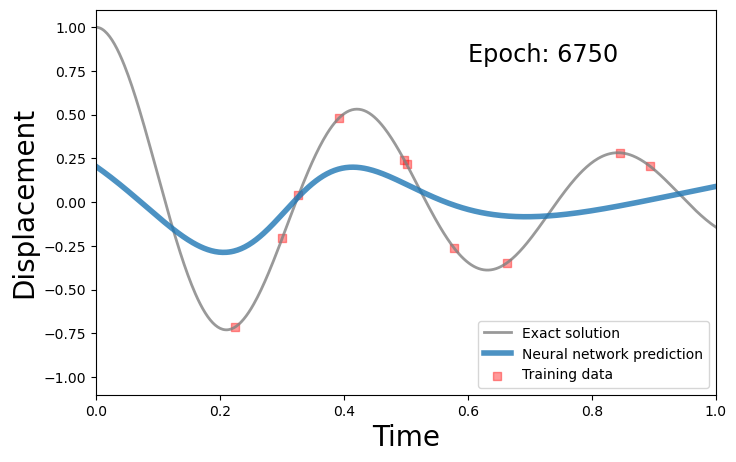 Epoch: 6750
1.00
0.75
0.50
0.25
0.00
−0.25
−0.50
−0.75
−1.00
Displacement
Exact solution
Neural network prediction
Training data
0.0 0.2 0.4 0.6 0.8 1.0
Time